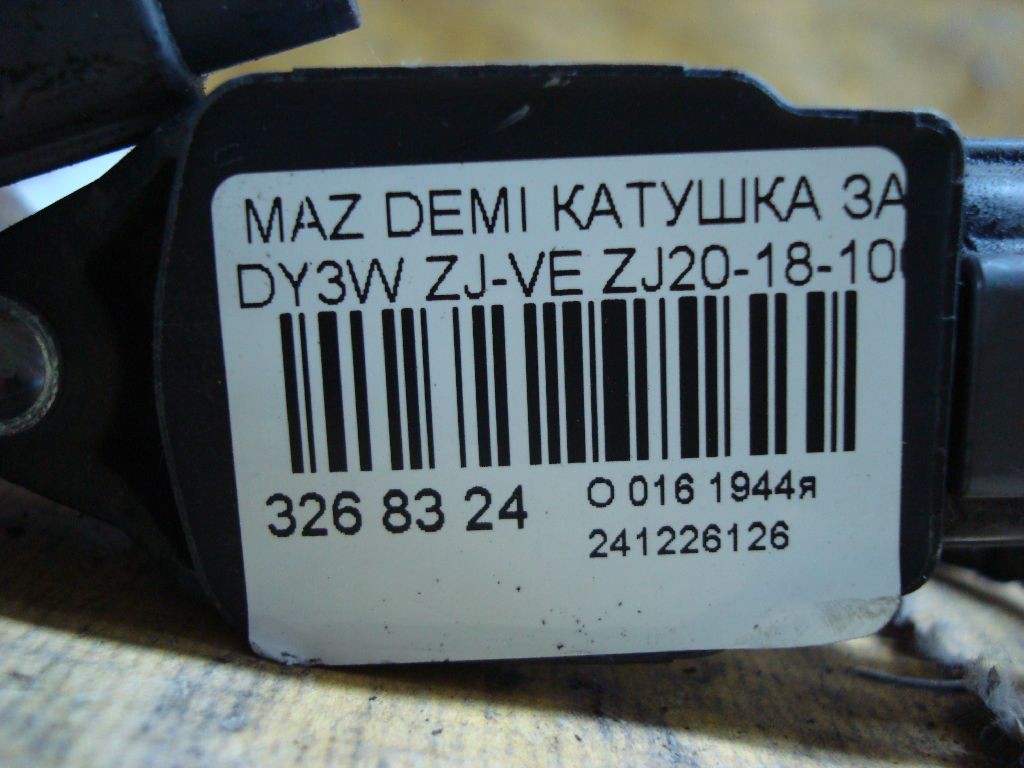 MAZ DEMI КАТУШКА ЗА
DY3W ZJ-VE ZJ20-18-10
326 83 24
О 016 1944я
241226126